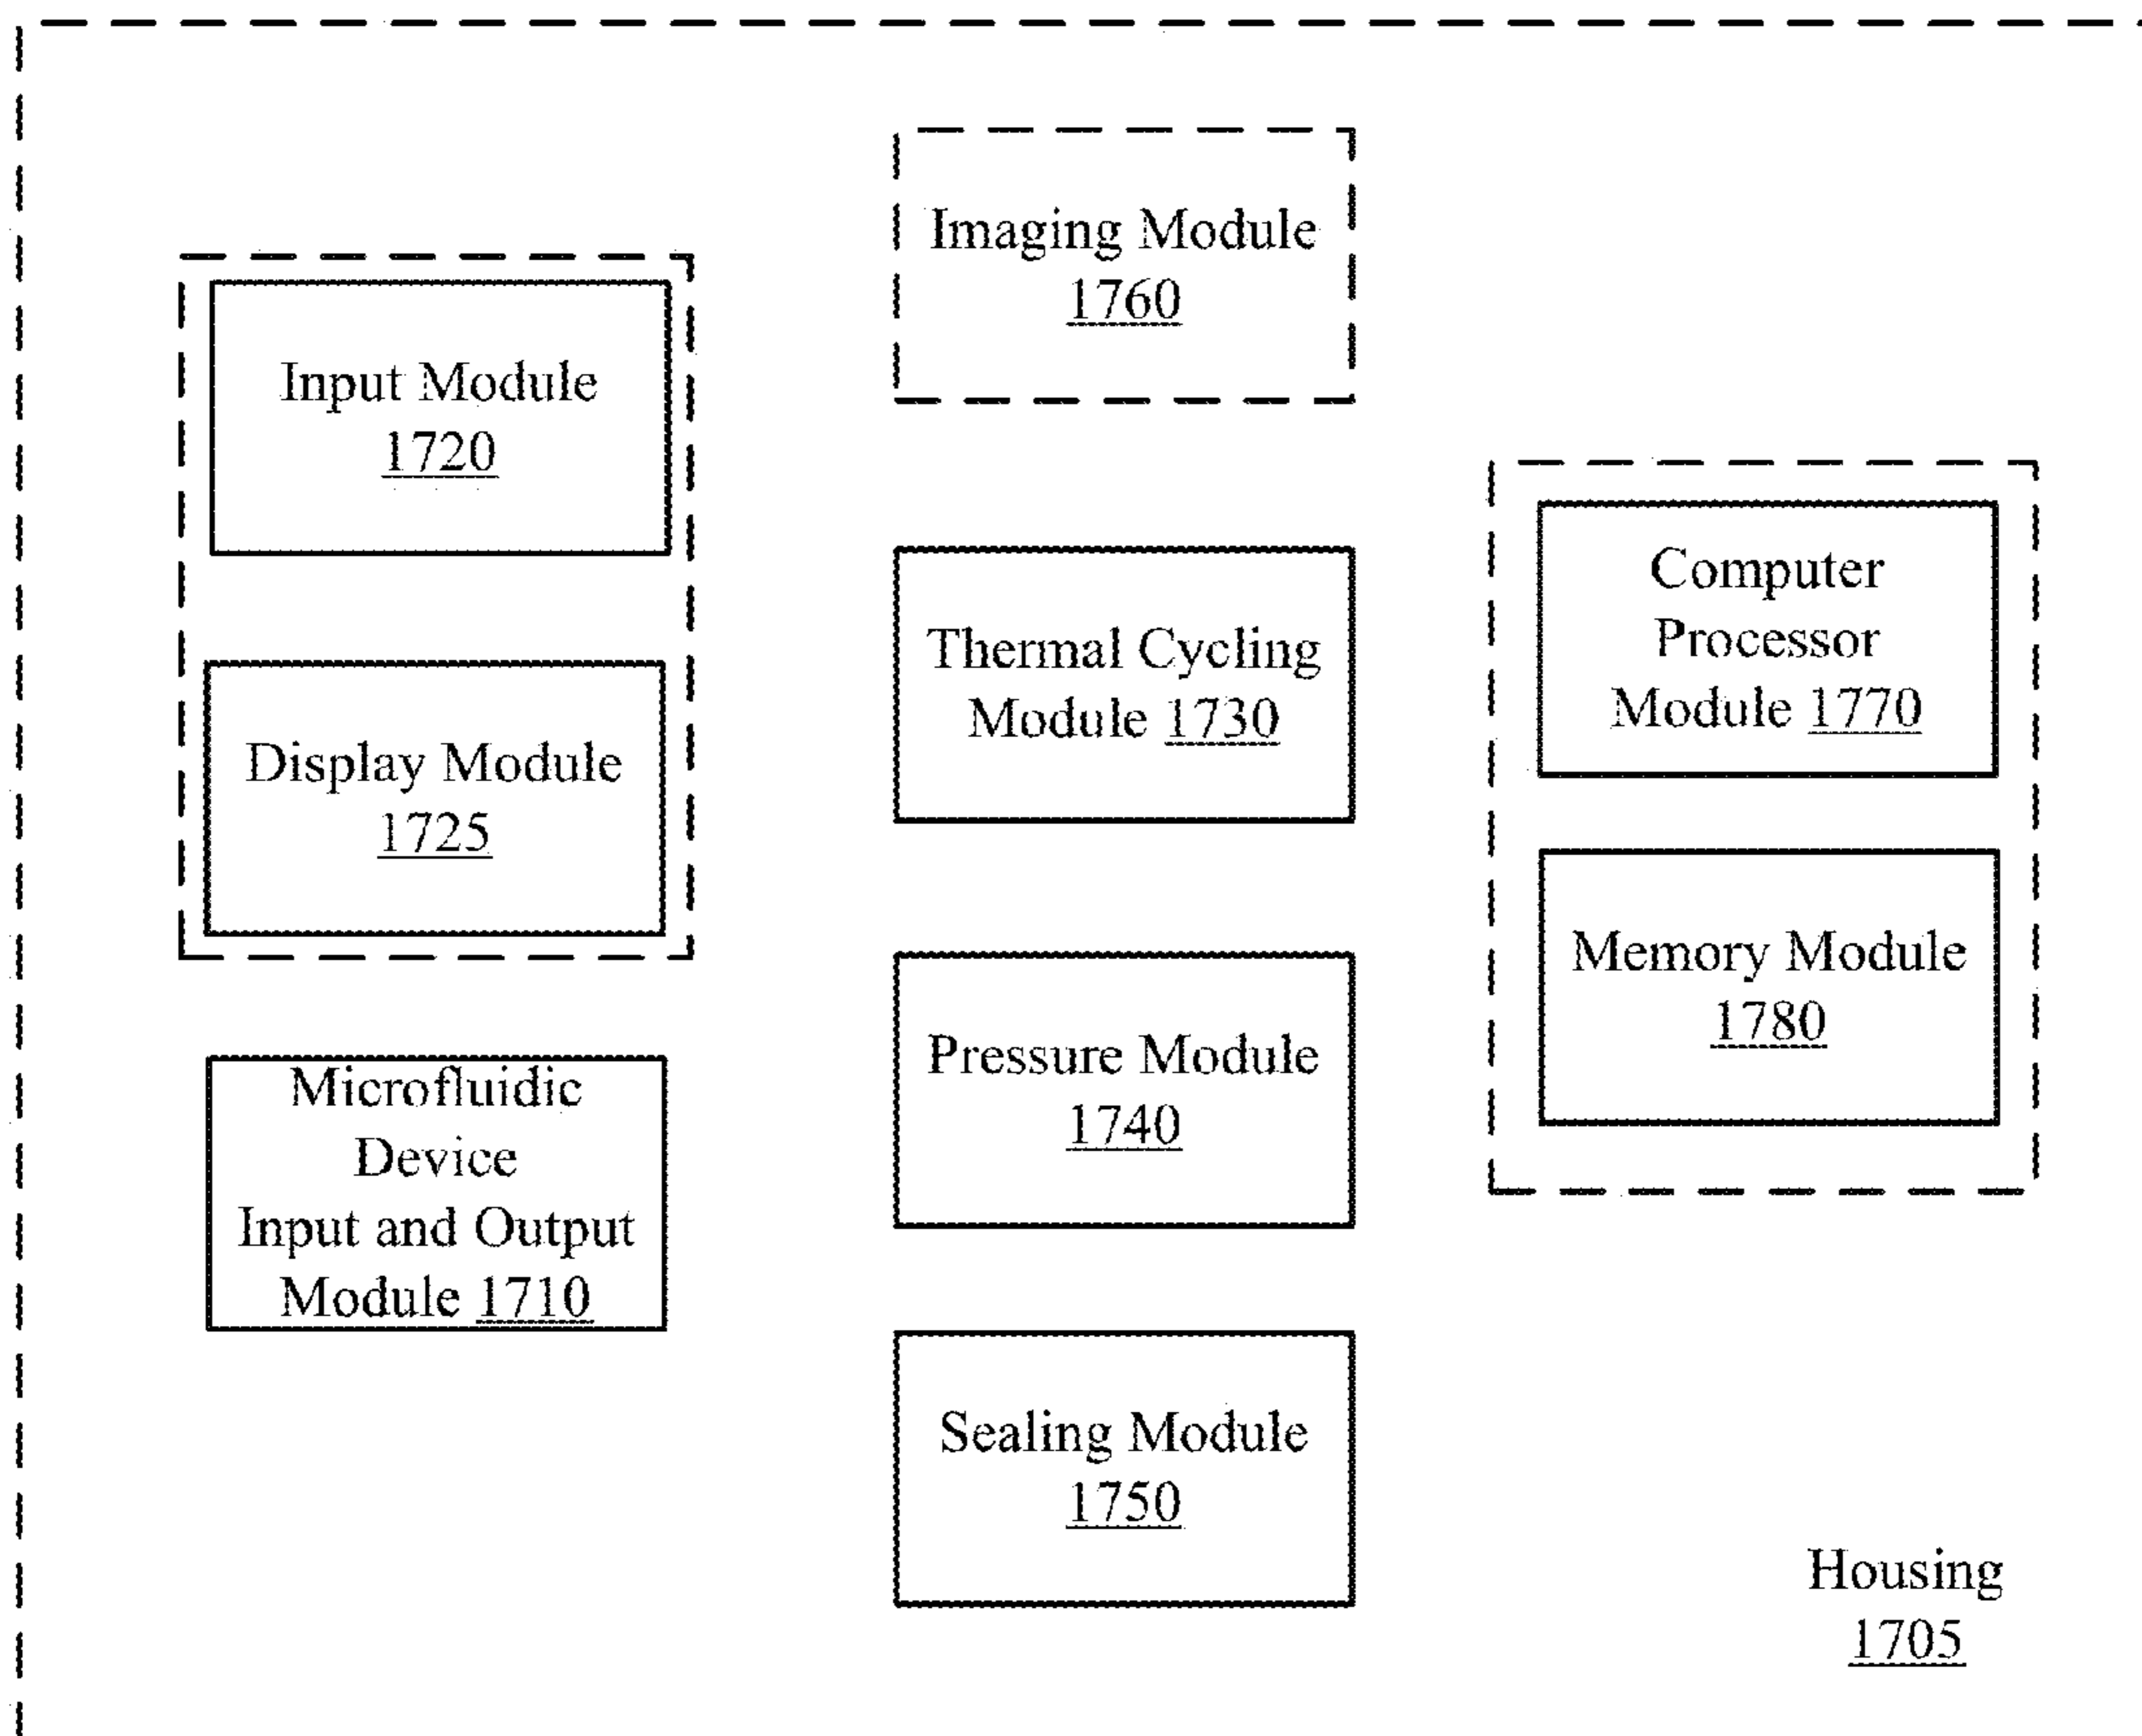 Imaging Module
1760
Input Module
1720
Display Module
1725
Microfluidic
Device
Input and Output
Module 1710
Thermal Cycling
Module 1730
Pressure Module
1740
Sealing Module
1750
Computer
Processor
Module 1770
Memory Module
1780
Housing
1705